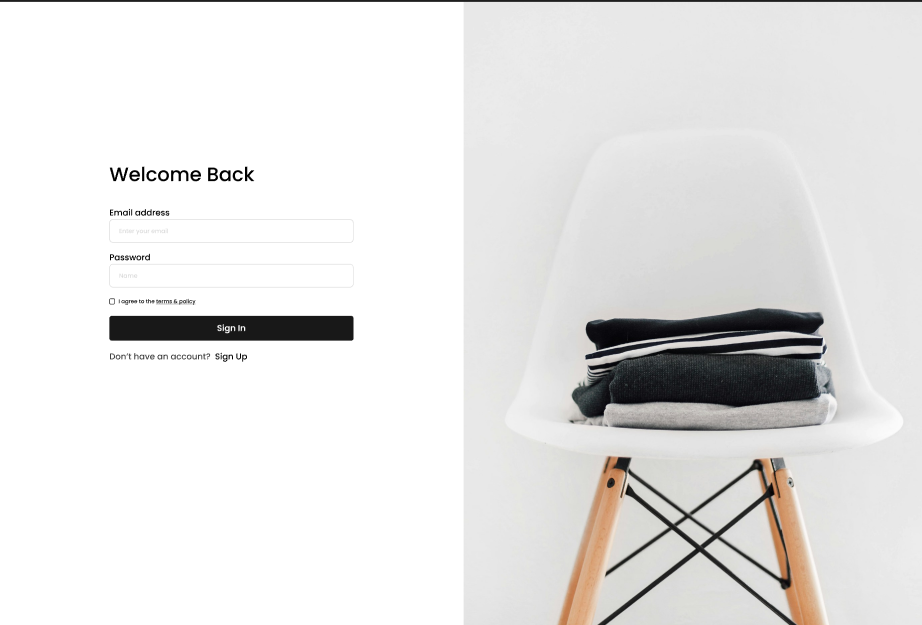 Welcome Back
Email address
Enter your email
Password
Name
I agree to the terms & policy
Sign In
Don't have an account? Sign Up